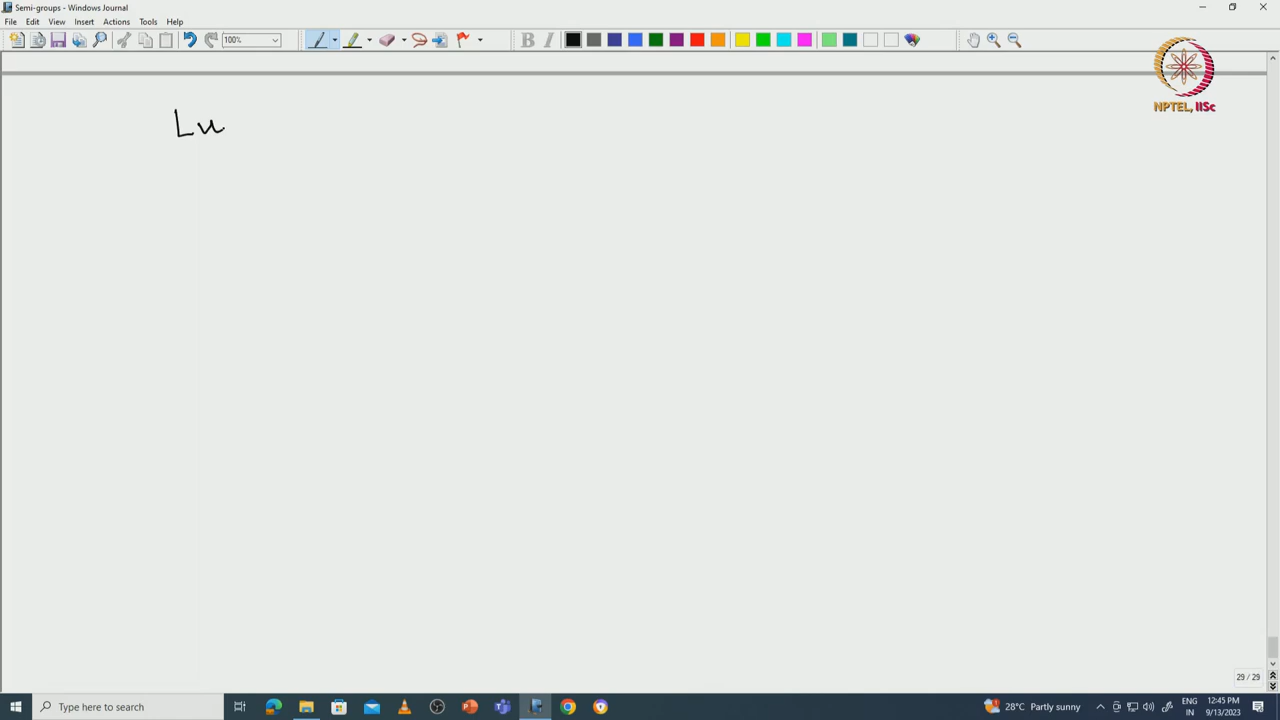 Semi-groups - Windows Journal
File Edit View Insert Actions Tools Help
100% B I
NPTEL, IISc
Lu
29 / 29
Type here to search 28°C Partly sunny ENG IN 12:45 PM 9/13/2023